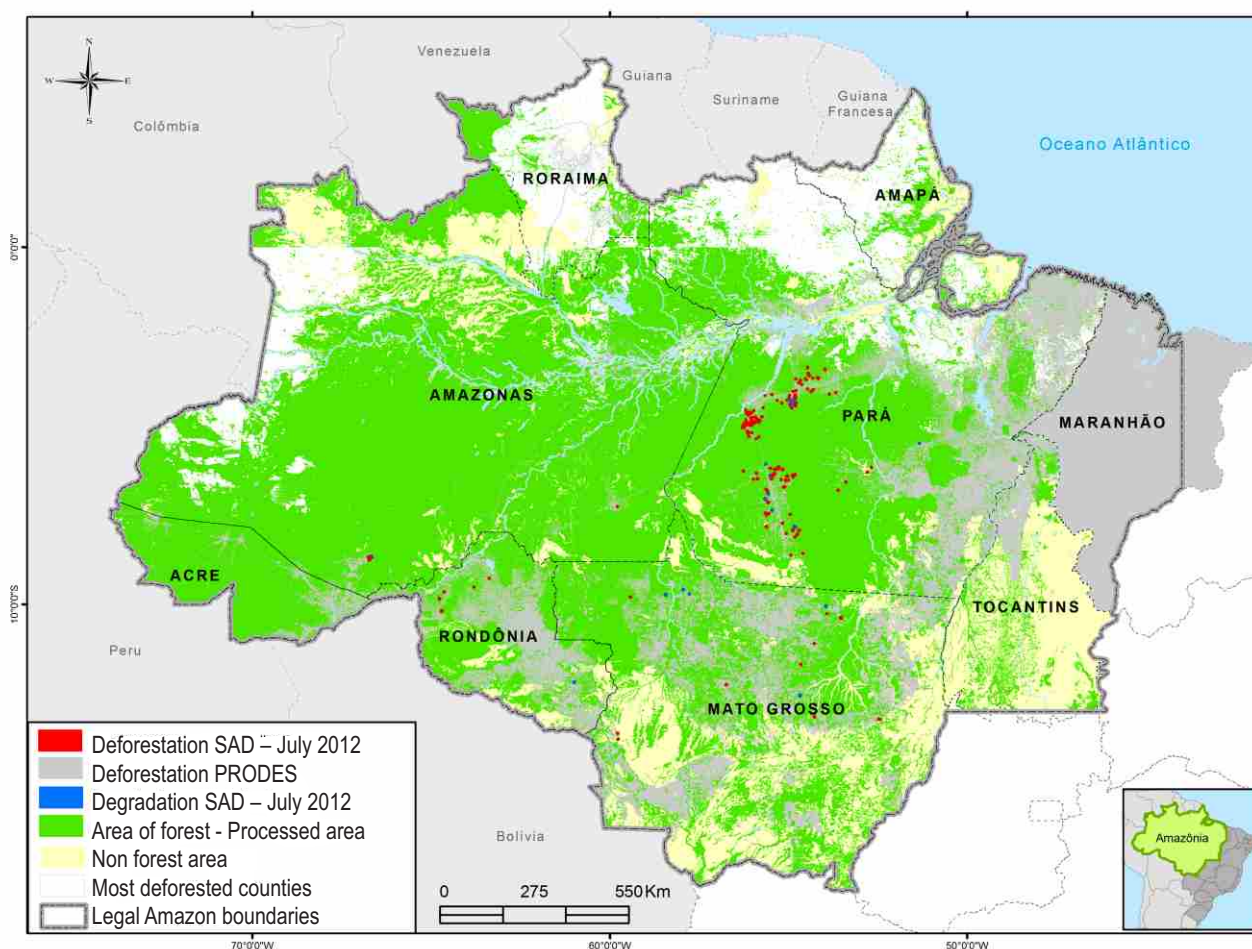 N
W E
S
Venezuela
Guiana
Suriname
Guiana
Francesa
Colômbia
Oceano Atlântico
RORAIMA
AMAPÁ
0°0'0"
AMAZONAS
PARÁ
MARANHÃO
ACRE
TOCANTINS
10°0'0"S
RONDÔNIA
Peru
MATO GROSSO
Bolívia
Deforestation SAD – July 2012
Deforestation PRODES
Degradation SAD – July 2012
Area of forest - Processed area
Non forest area
Most deforested counties
Legal Amazon boundaries
0 275 550 Km
Amazônia
70°0'0"W 60°0'0"W 50°0'0"W